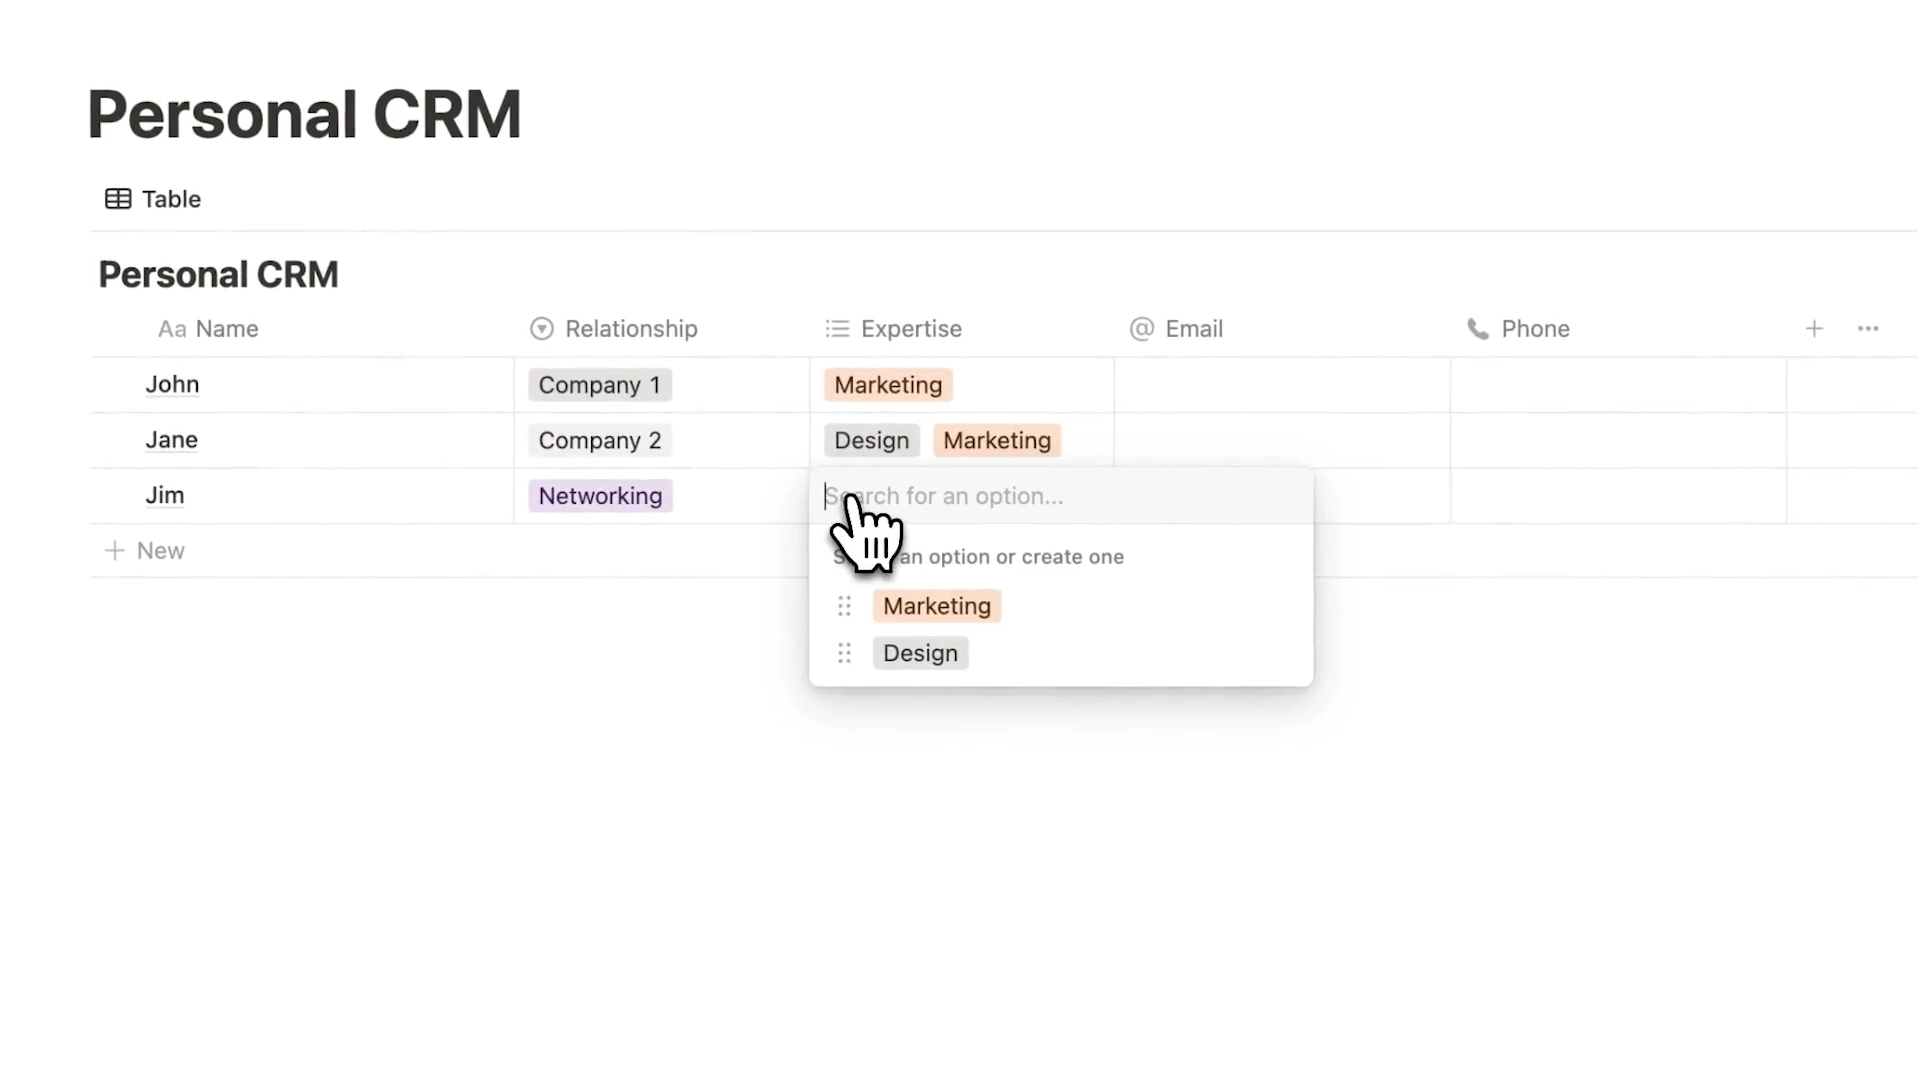 Personal CRM
Table
Personal CRM
Aa Name Relationship Expertise @ Email Phone + ...
John Company 1 Marketing
Jane Company 2 Design Marketing
Jim Networking Search for an option...
+ New
an option or create one
Marketing
Design